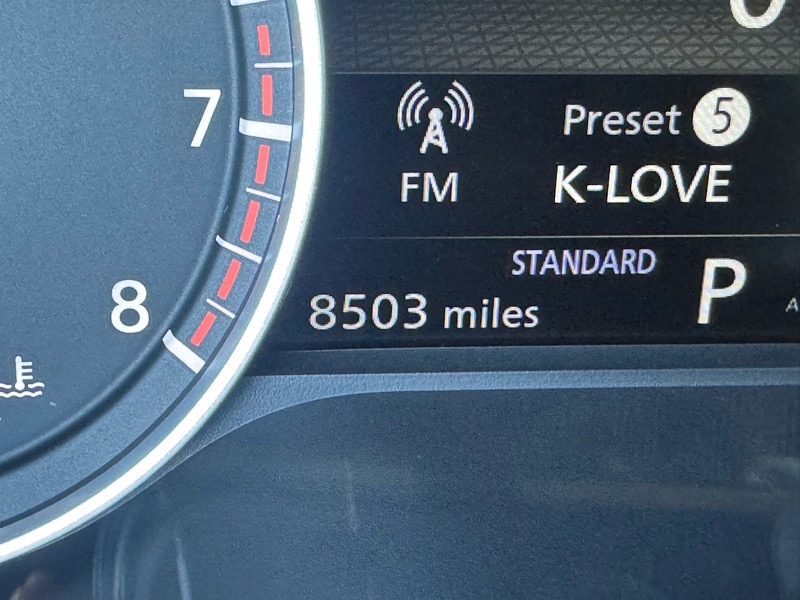 7
Preset 5
FM
K-LOVE
STANDARD
P
8
8503 miles